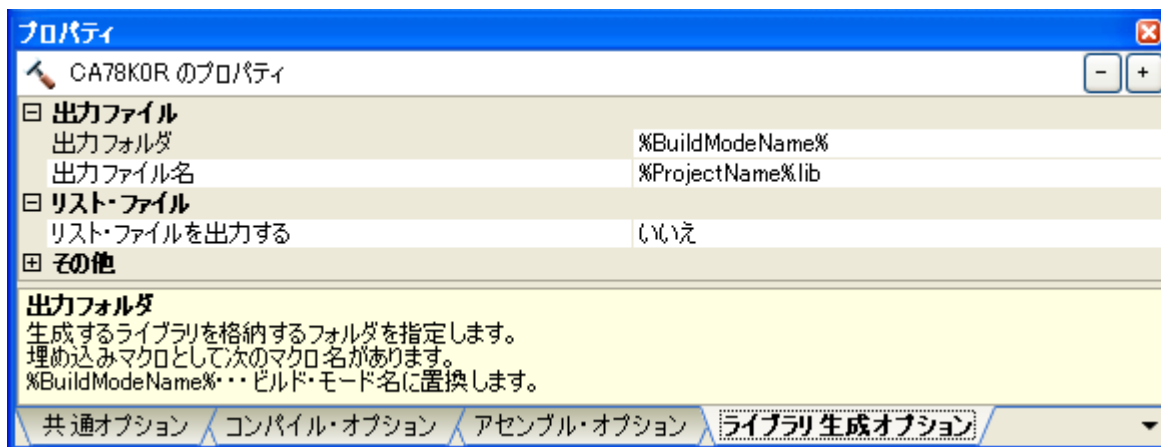 プロパティ
CA78K0R のプロパティ
出力ファイル
出力フォルダ %BuildModeName%
出力ファイル名 %ProjectName%.lib
リスト・ファイル
リスト・ファイルを出力する いいえ
その他
出力フォルダ
生成するライブラリを格納するフォルダを指定します。
埋め込みマクロとして次のマクロ名があります。
%BuildModeName%・・・ビルド・モード名に置換します。
共通オプション コンパイル・オプション アセンブル・オプション ライブラリ生成オプション